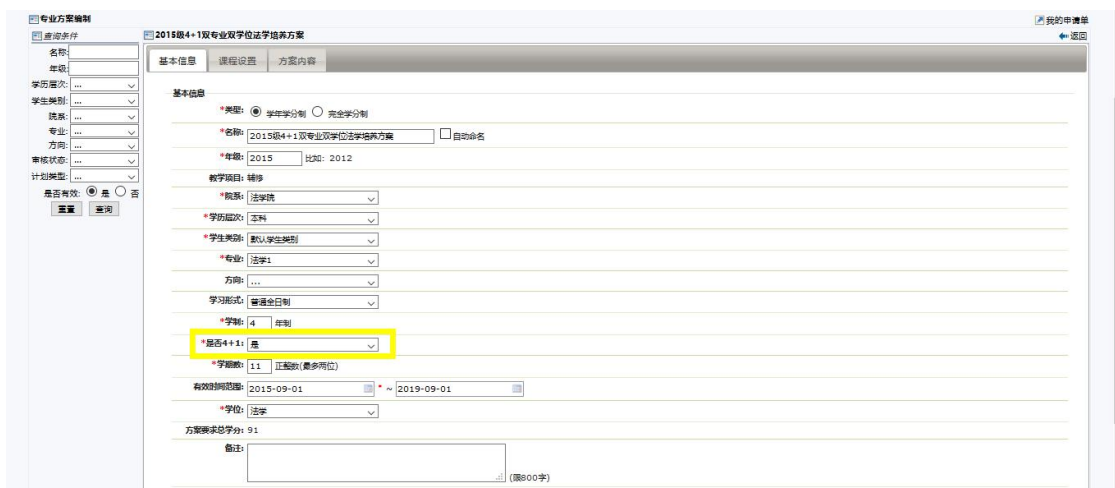 专业方案编制
我的申请单
查询条件
2015级4+1双专业双学位法学培养方案
返回
名称:
年级:
学历层次: ...
学生类别: ...
院系: ...
专业: ...
方向: ...
审核状态: ...
计划类型: ...
是否有效: 是 否
重置 查询
基本信息 课程设置 方案内容
基本信息
*类型: 学年学分制 完全学分制
*名称: 2015级4+1双专业双学位法学培养方案 自动命名
*年级: 2015 比如: 2012
教学项目: 辅修
*院系: 法学院
*学历层次: 本科
*学生类别: 默认学生类别
*专业: 法学1
方向: ...
学习形式: 普通全日制
*学制: 4 年制
*是否4+1: 是
*学期数: 11 正整数(最多两位)
有效时间范围: 2015-09-01 * ~ 2019-09-01
*学位: 法学
方案要求总学分: 91
备注:
(限800字)